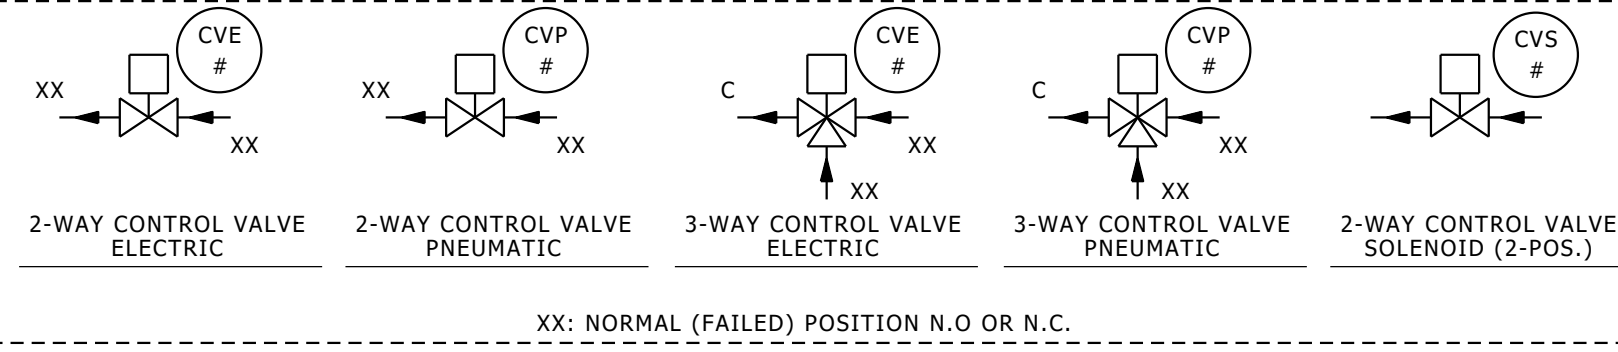 CVE
#
XX
XX
2-WAY CONTROL VALVE
ELECTRIC
CVP
#
XX
XX
2-WAY CONTROL VALVE
PNEUMATIC
CVE
#
C
XX
XX
3-WAY CONTROL VALVE
ELECTRIC
CVP
#
C
XX
XX
3-WAY CONTROL VALVE
PNEUMATIC
CVS
#
2-WAY CONTROL VALVE
SOLENOID (2-POS.)
XX: NORMAL (FAILED) POSITION N.O OR N.C.